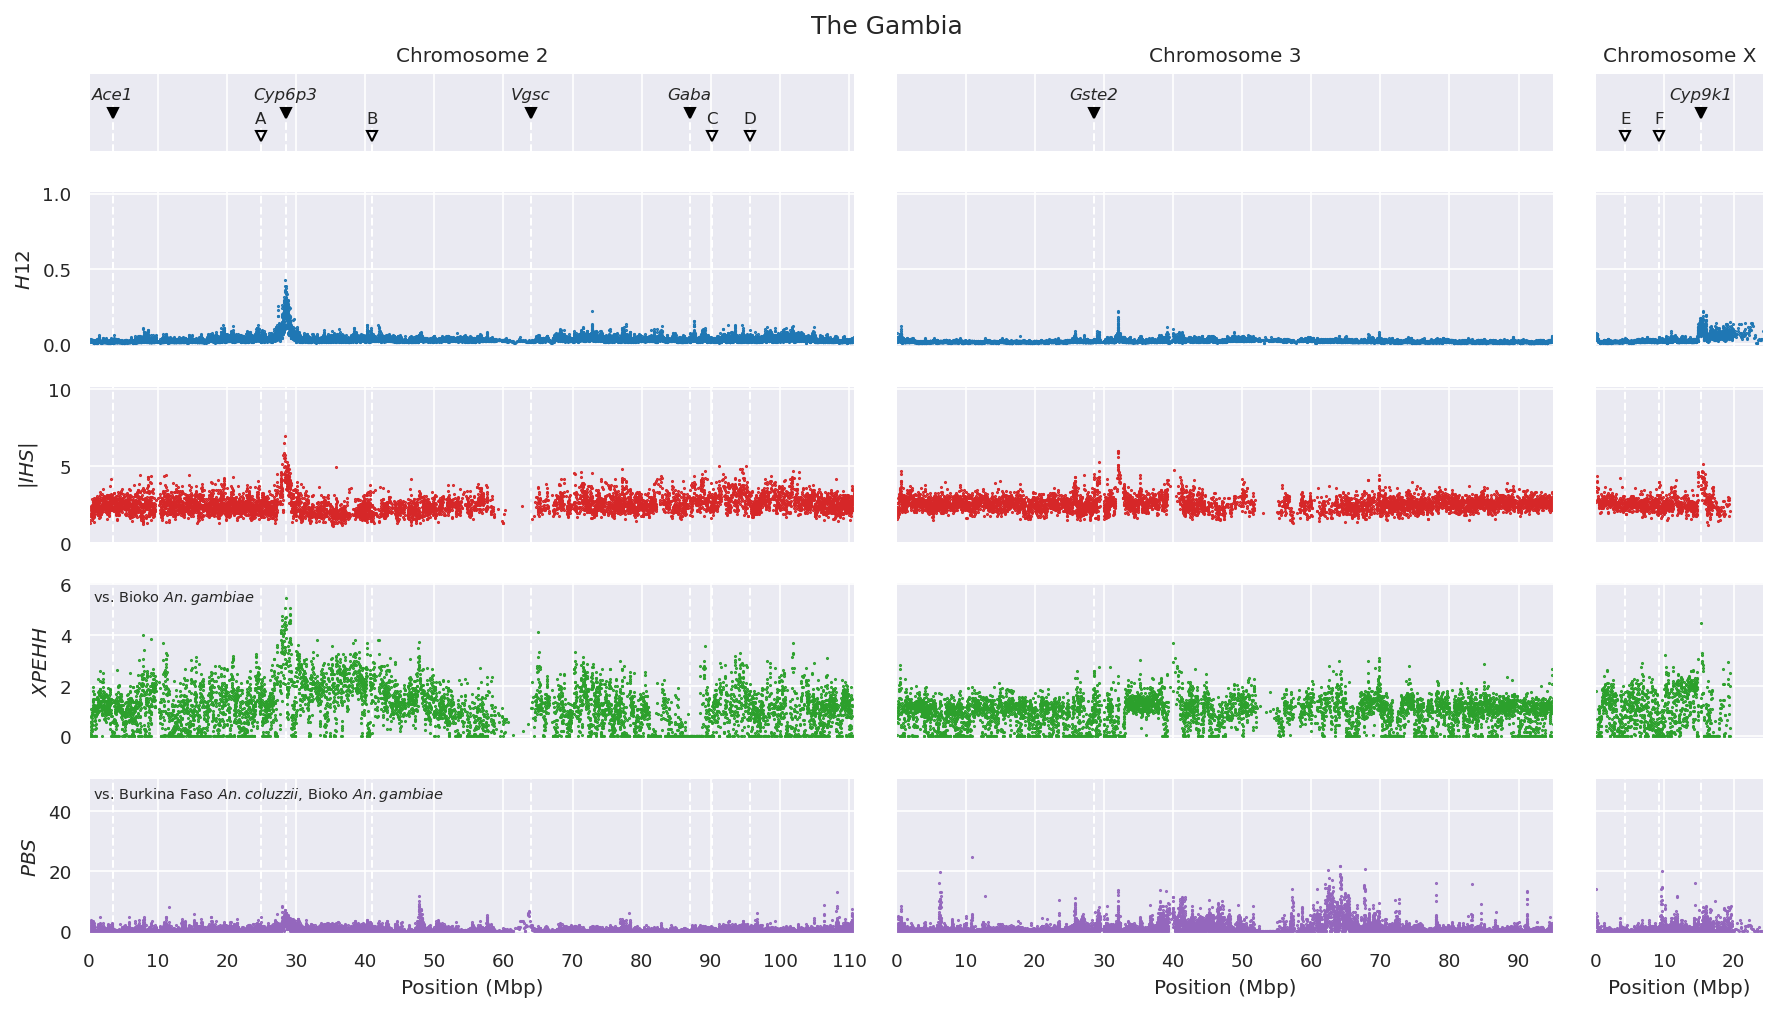 The Gambia
Chromosome 2 Chromosome 3 Chromosome X
Ace1 Cyp6p3 Vgsc Gaba Gste2 Cyp9k1
A B C D E F
1.0
0.5
0.0
H12
10
5
0
|IHS|
vs. Bioko An. gambiae
6
4
2
0
XPEHH
vs. Burkina Faso An. coluzzii, Bioko An. gambiae
40
20
0
PBS
0 10 20 30 40 50 60 70 80 90 100 110 0 10 20 30 40 50 60 70 80 90 0 10 20
Position (Mbp) Position (Mbp) Position (Mbp)